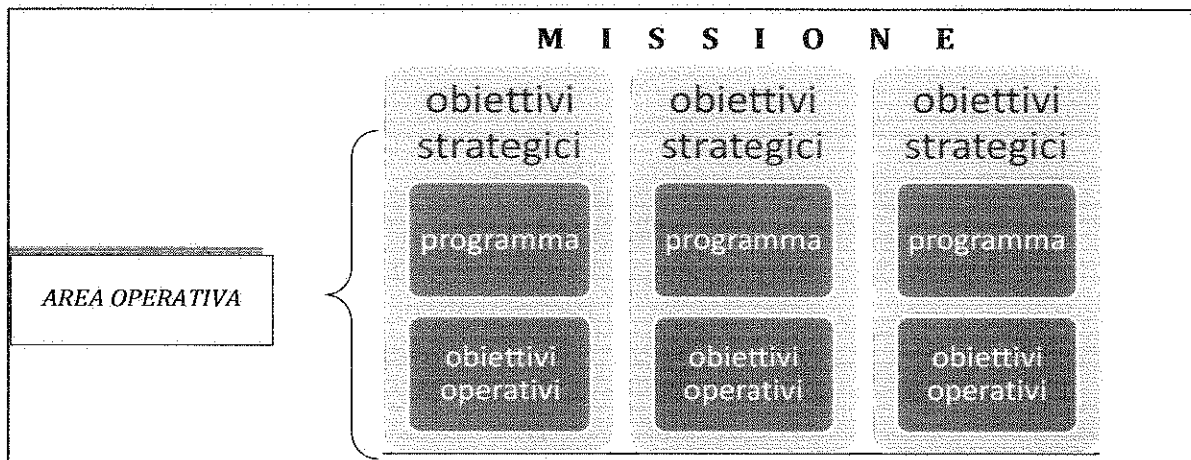 M I S S I O N E
obiettivi
strategici
obiettivi
strategici
obiettivi
strategici
programma
programma
programma
AREA OPERATIVA
obiettivi
operativi
obiettivi
operativi
obiettivi
operativi